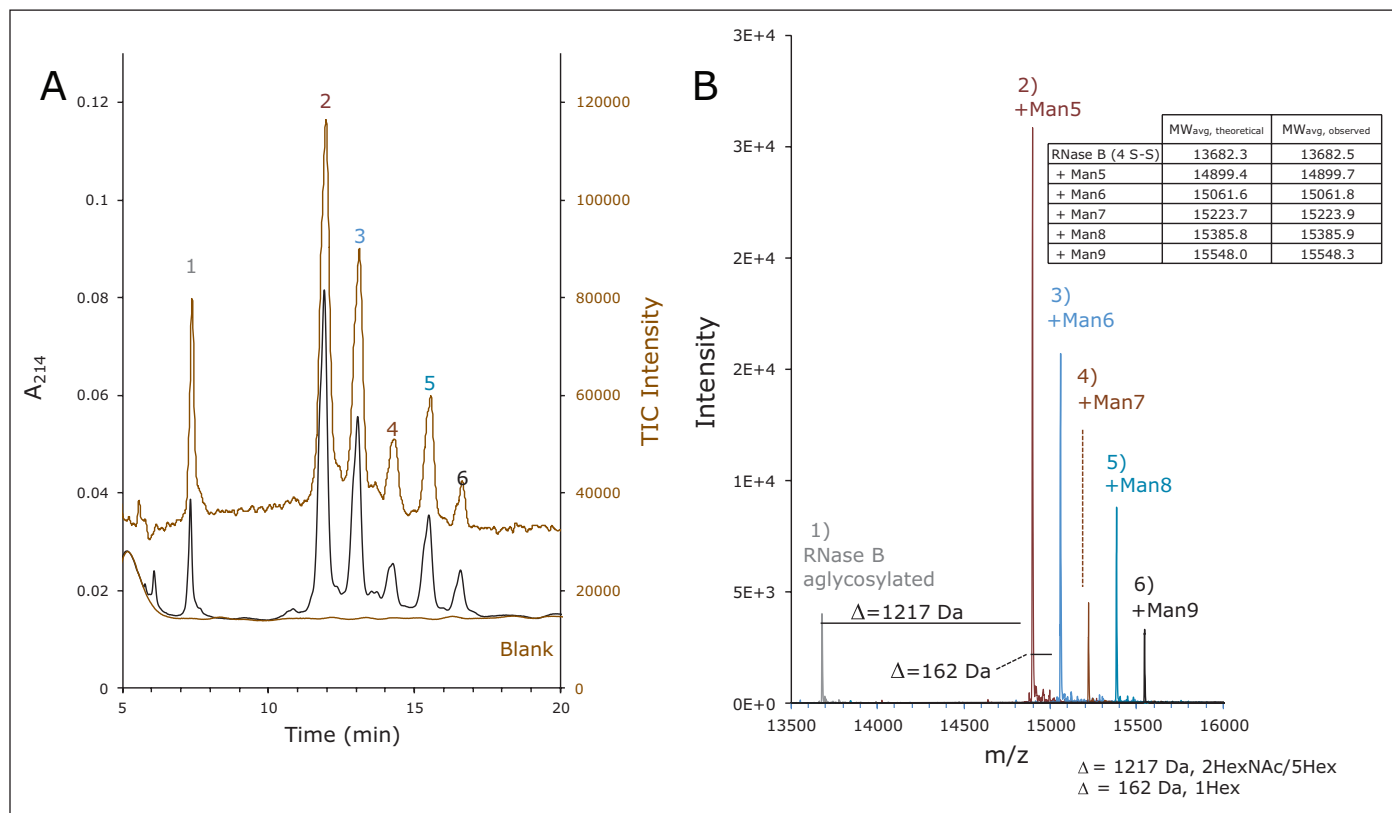 A
0.12
0.1
0.08
0.06
0.04
0.02
0
A214
5
10
15
20
Time (min)
120000
100000
80000
60000
40000
20000
0
TIC Intensity
1
2
3
4
5
6
Blank
B
3E+4
3E+4
2E+4
2E+4
1E+4
5E+3
0E+0
Intensity
13500
14000
14500
15000
15500
16000
m/z
1)
RNase B
aglycosylated
2)
+Man5
3)
+Man6
4)
+Man7
5)
+Man8
6)
+Man9
Δ=1217 Da
Δ=162 Da
MWavg, theoretical MWavg, observed
RNase B (4 S-S) 13682.3 13682.5
+ Man5 14899.4 14899.7
+ Man6 15061.6 15061.8
+ Man7 15223.7 15223.9
+ Man8 15385.8 15385.9
+ Man9 15548.0 15548.3
Δ = 1217 Da, 2HexNAc/5Hex
Δ = 162 Da, 1Hex